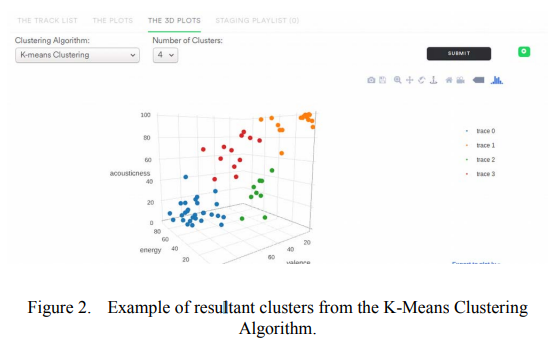 THE TRACK LIST THE PLOTS THE 3D PLOTS STAGING PLAYLIST (0)
Clustering Algorithm: Number of Clusters:
K-means Clustering 4 SUBMIT
100
80
60
acousticness
40
20
0
80
60
energy 40
20
20
40
60
valence
trace 0
trace 1
trace 2
trace 3
Figure 2. Example of resultant clusters from the K-Means Clustering
Algorithm.